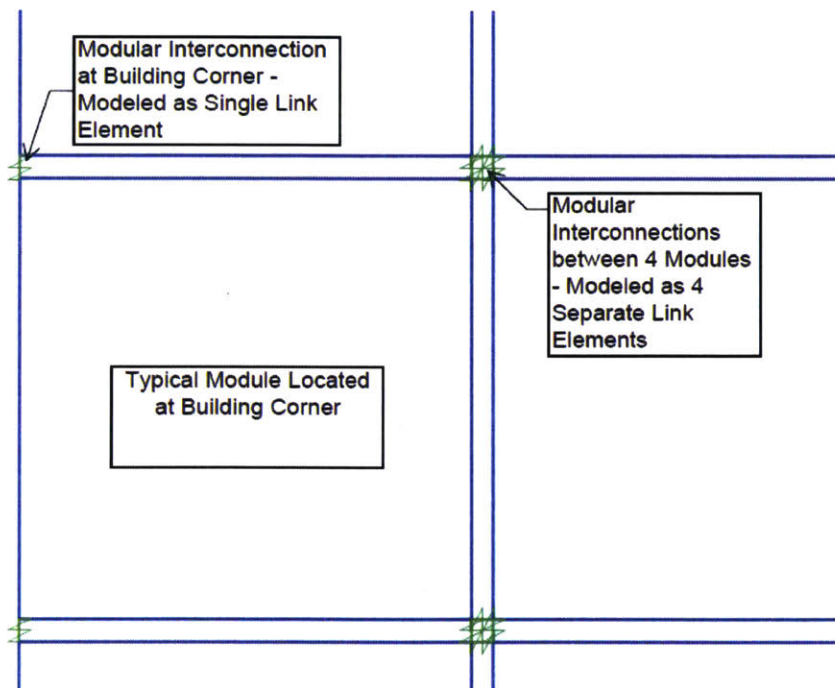 Modular Interconnection
at Building Corner -
Modeled as Single Link
Element
Modular
Interconnections
between 4 Modules
- Modeled as 4
Separate Link
Elements
Typical Module Located
at Building Corner